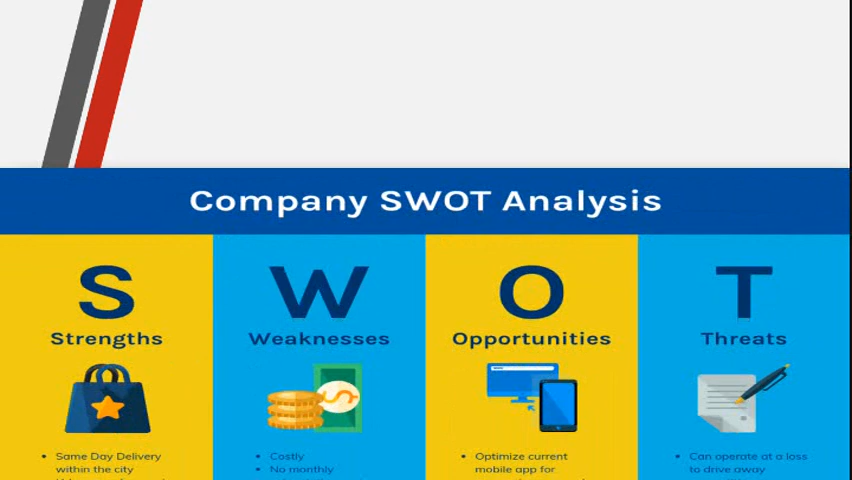 Company SWOT Analysis
S
Strengths
W
Weaknesses
O
Opportunities
T
Threats
• Same Day Delivery
within the city
• Costly
• No monthly
• Optimize current
mobile app for
• Can operate at a loss
to drive away